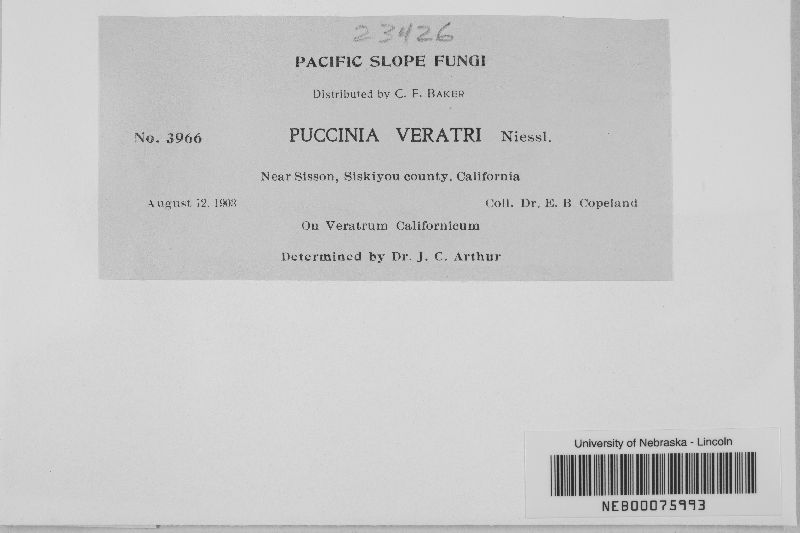 23426
PACIFIC SLOPE FUNGI
Distributed by C. F. BAKER
No. 3966 PUCCINIA VERATRI Niessl.
Near Sisson, Siskiyou county, California
August 12, 1903 Coll. Dr. E. B. Copeland
On Veratrum Californicum
Determined by Dr. J. C. Arthur
University of Nebraska - Lincoln
NEB00075993